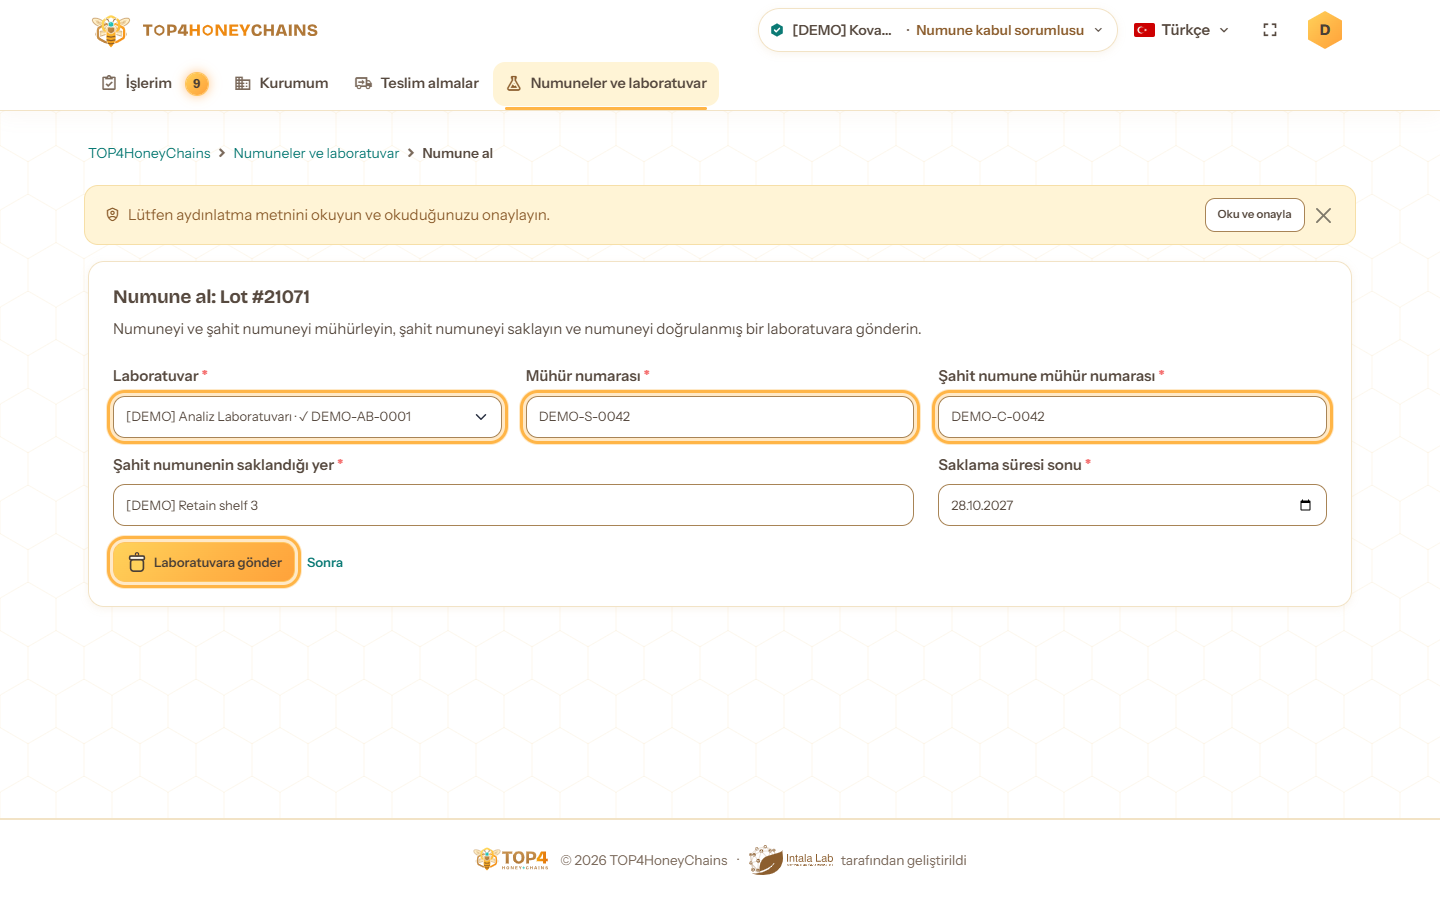 TOP4HONEYCHAINS
[DEMO] Kova... · Numune kabul sorumlusu
Türkçe
D
İşlerim 9
Kurumum
Teslim almalar
Numuneler ve laboratuvar
TOP4HoneyChains > Numuneler ve laboratuvar > Numune al
Lütfen aydınlatma metnini okuyun ve okuduğunuzu onaylayın.
Oku ve onayla
Numune al: Lot #21071
Numuneyi ve şahit numuneyi mühürleyin, şahit numuneyi saklayın ve numuneyi doğrulanmış bir laboratuvara gönderin.
Laboratuvar *
Mühür numarası *
Şahit numune mühür numarası *
[DEMO] Analiz Laboratuvarı · ✓ DEMO-AB-0001
DEMO-S-0042
DEMO-C-0042
Şahit numunenin saklandığı yer *
Saklama süresi sonu *
[DEMO] Retain shelf 3
28.10.2027
Laboratuvara gönder
Sonra
TOP4
HONEYCHAINS
© 2026 TOP4HoneyChains ·
Intala Lab
tarafından geliştirildi